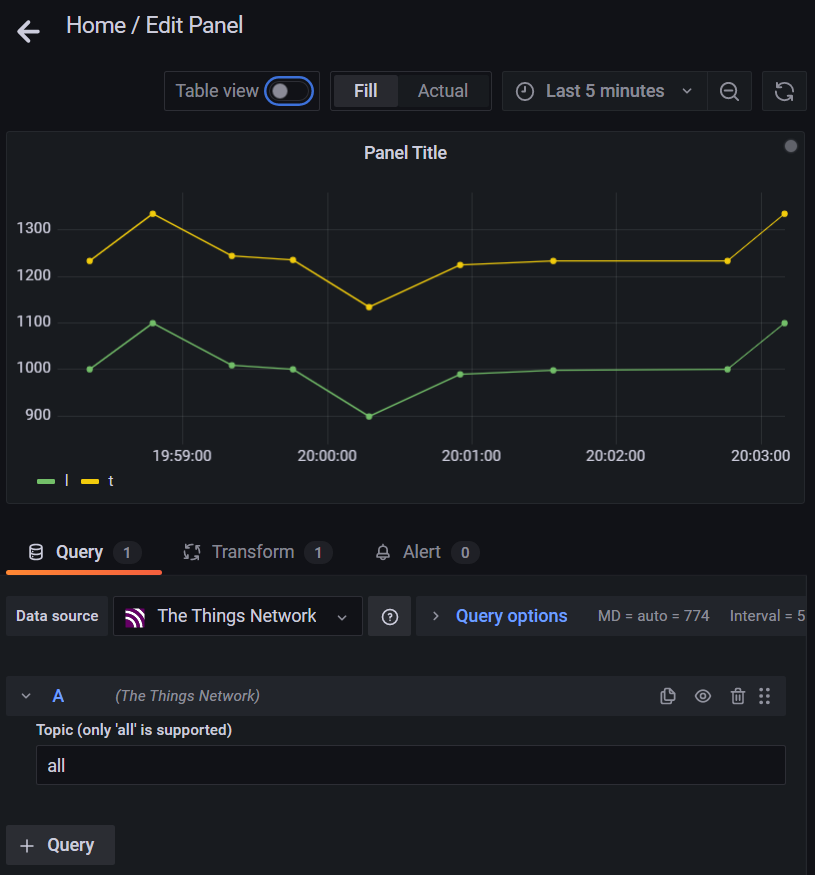 Home / Edit Panel
Table view Fill Actual Last 5 minutes
Panel Title
1300
1200
1100
1000
900
19:59:00 20:00:00 20:01:00 20:02:00 20:03:00
l t
Query 1 Transform 1 Alert 0
Data source The Things Network Query options MD = auto = 774 Interval = 5
A (The Things Network)
Topic (only 'all' is supported)
all
+ Query